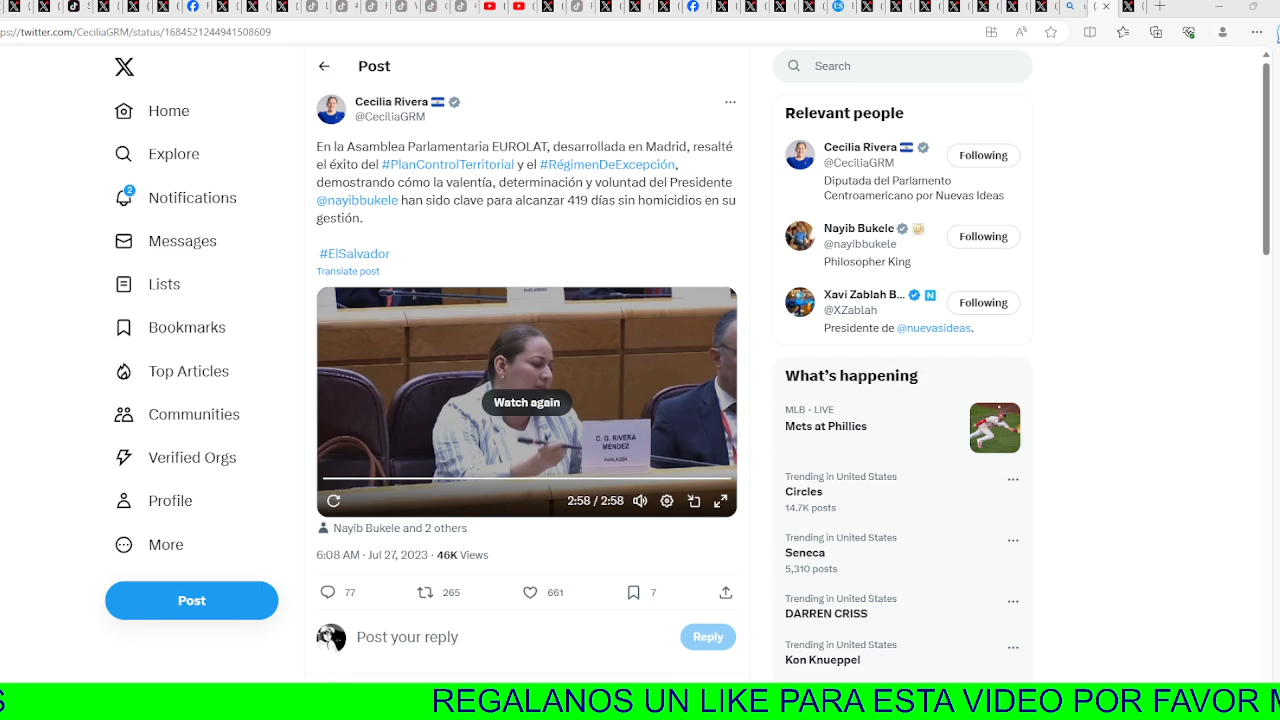 ps://twitter.com/CeciliaGRM/status/1684521244941508609
Home
Explore
2
Notifications
Messages
Lists
Bookmarks
Top Articles
Communities
Verified Orgs
Profile
More
Post
Post
Cecilia Rivera
@CeciliaGRM
En la Asamblea Parlamentaria EUROLAT, desarrollada en Madrid, resalté
el éxito del #PlanControlTerritorial y el #RégimenDeExcepción,
demostrando cómo la valentía, determinación y voluntad del Presidente
@nayibbukele han sido clave para alcanzar 419 días sin homicidios en su
gestión.
#ElSalvador
Translate post
Watch again
C. G. RIVERA
MENDEZ
PARLACEN
2:58 / 2:58
Nayib Bukele and 2 others
6:08 AM · Jul 27, 2023 · 46K Views
77 265 661 7
Post your reply
Reply
Search
Relevant people
Cecilia Rivera
@CeciliaGRM
Following
Diputada del Parlamento
Centroamericano por Nuevas Ideas
Nayib Bukele
@nayibbukele
Following
Philosopher King
Xavi Zablah B...
@XZablah
Following
Presidente de @nuevasideas.
What's happening
MLB · LIVE
Mets at Phillies
Trending in United States
Circles
14.7K posts
Trending in United States
Seneca
5,310 posts
Trending in United States
DARREN CRISS
Trending in United States
Kon Knueppel
S REGALANOS UN LIKE PARA ESTA VIDEO POR FAVOR M